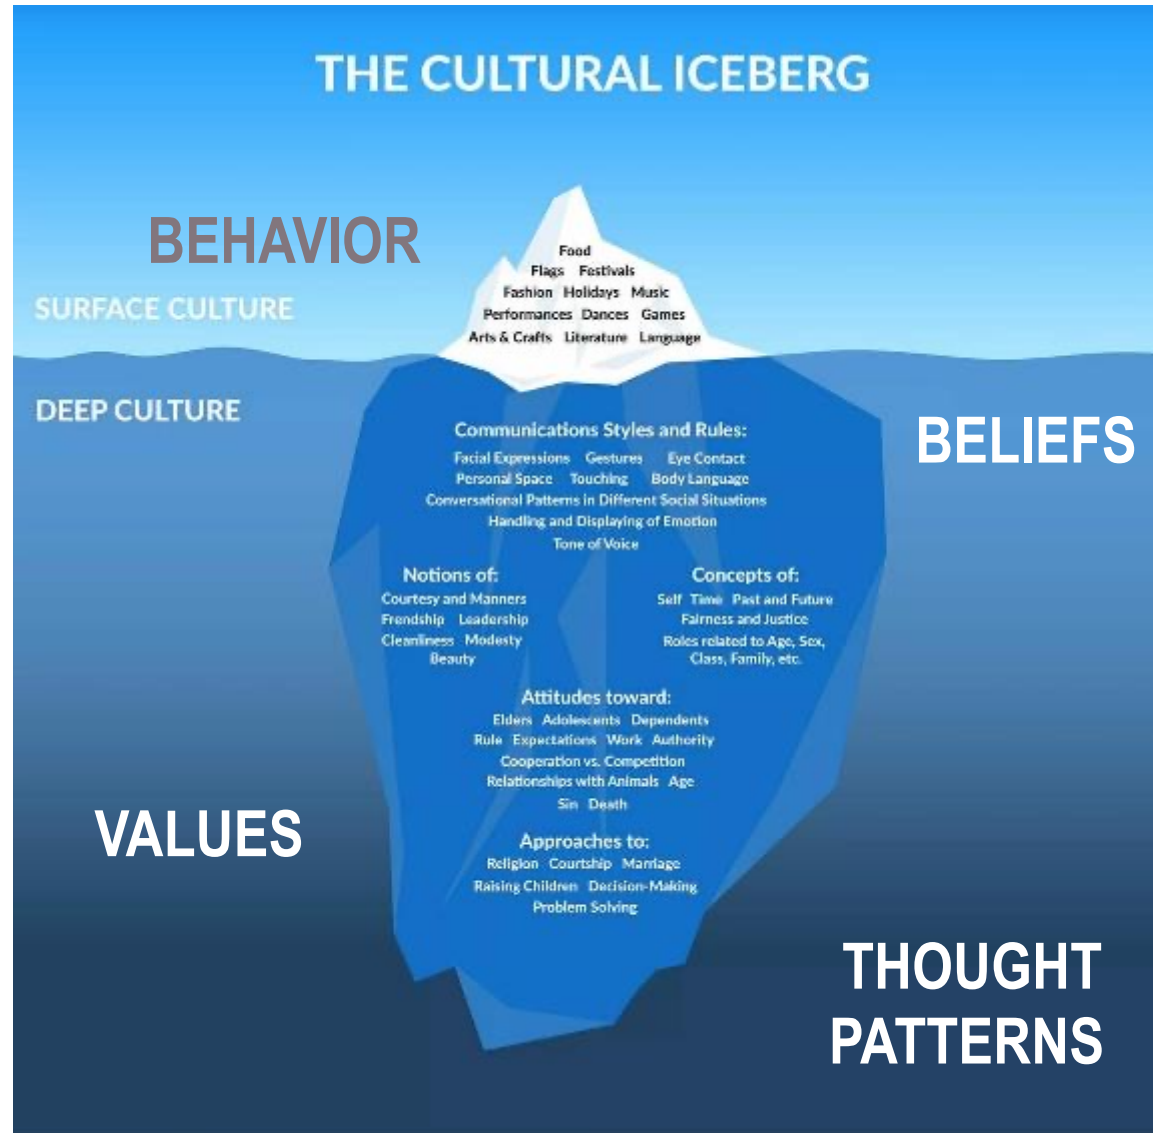 THE CULTURAL ICEBERG
BEHAVIOR
Food
Flags Festivals
Fashion Holidays Music
SURFACE CULTURE
Performances Dances Games
Arts & Crafts Literature Language
DEEP CULTURE
BELIEFS
Communications Styles and Rules:
Facial Expressions Gestures Eye Contact
Personal Space Touching Body Language
Conversational Patterns in Different Social Situations
Handling and Displaying of Emotion
Tone of Voice
Notions of:
Courtesy and Manners
Frendship Leadership
Cleanliness Modesty
Beauty
Concepts of:
Self Time Past and Future
Fairness and Justice
Roles related to Age, Sex,
Class, Family, etc.
Attitudes toward:
Elders Adolescents Dependents
Rule Expectations Work Authority
Cooperation vs. Competition
Relationships with Animals Age
Sin Death
VALUES
Approaches to:
Religion Courtship Marriage
Raising Children Decision-Making
Problem Solving
THOUGHT
PATTERNS